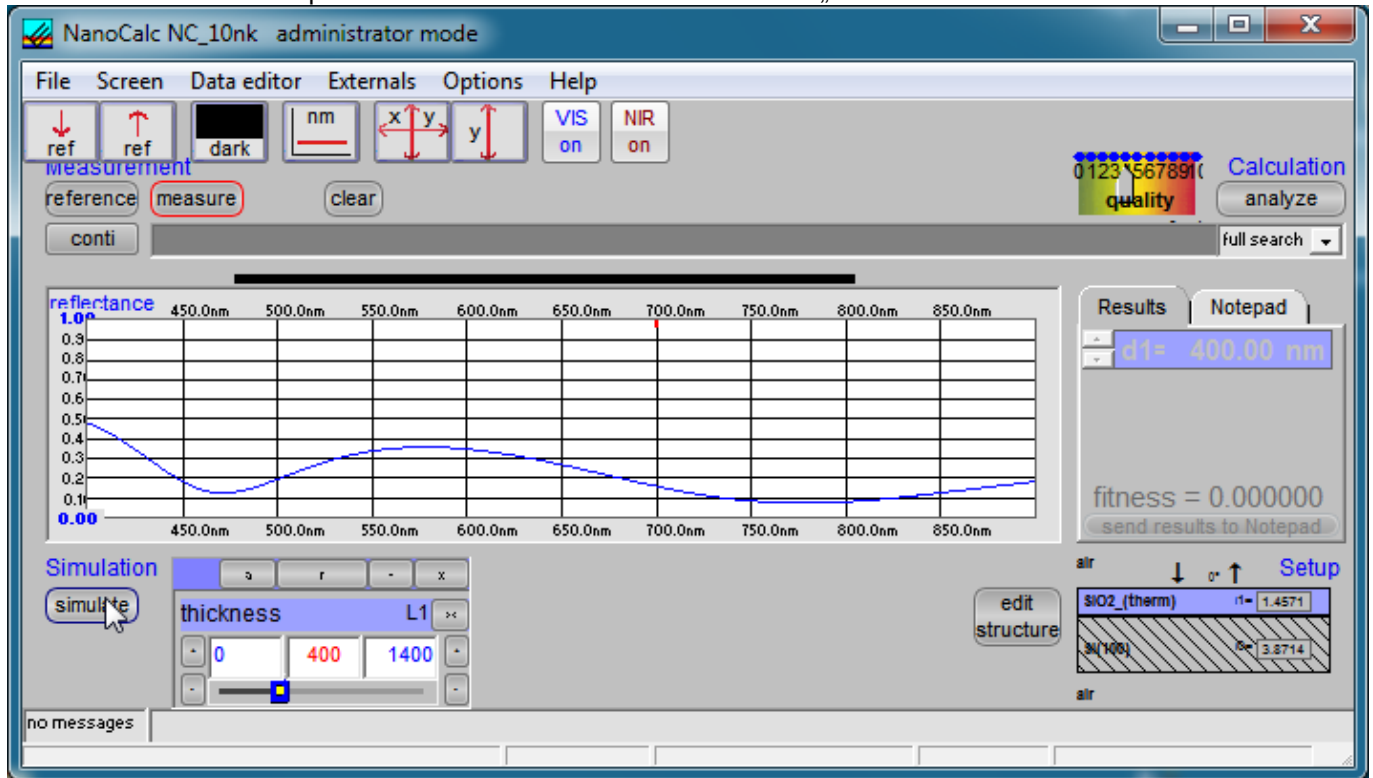 „
NanoCalc NC_10nk administrator mode
File Screen Data editor Externals Options Help
ref ref dark nm x y y VIS on NIR on
Measurement
Calculation
quality
reference measure clear analyze
conti full search
reflectance 450.0nm 500.0nm 550.0nm 600.0nm 650.0nm 700.0nm 750.0nm 800.0nm 850.0nm
1.00
0.9
0.8
0.7
0.6
0.5
0.4
0.3
0.2
0.1
0.00
450.0nm 500.0nm 550.0nm 600.0nm 650.0nm 700.0nm 750.0nm 800.0nm 850.0nm
Results Notepad
d1= 400.00 nm
fitness = 0.000000
send results to Notepad
Simulation a r - x
simulate
thickness L1
0 400 1400
edit
structure
air 0° Setup
SIO2_(therm) 1.4571
3.8714
air
no messages